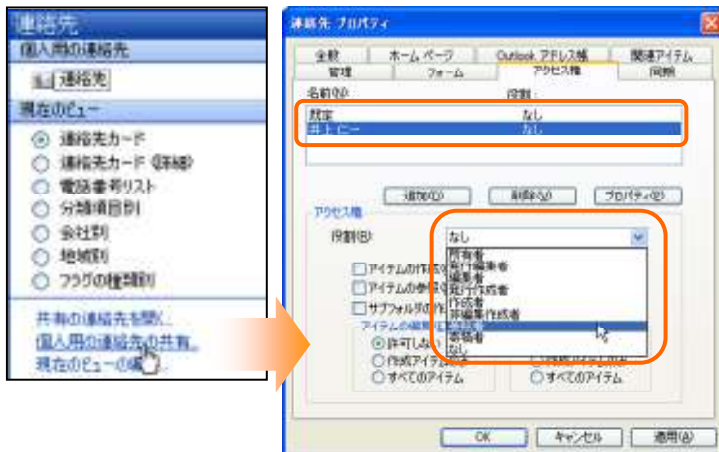 連絡先
個人用の連絡先
連絡先
現在のビュー
連絡先カード
連絡先カード (詳細)
電話番号リスト
分類項目別
会社別
地域別
フラグの種類別
共有の連絡先を開く...
個人用の連絡先の共有...
現在のビューの編
連絡先 プロパティ
全般 ホーム ページ Outlook アドレス帳 関連アイテム
管理 フォーム アクセス権 同期
名前(N): 役割:
既定 なし
井上 仁一 なし
追加(D)... 削除(V) プロパティ(P)...
アクセス権
役割(R): なし
所有者
発行編集者
編集者
発行作成者
作成者
非編集作成者
寄稿者
なし
アイテムの作成
アイテムの参照
サブフォルダの作
アイテムの編集
許可しない
作成アイテム
すべてのアイテム すべてのアイテム
OK キャンセル 適用(A)